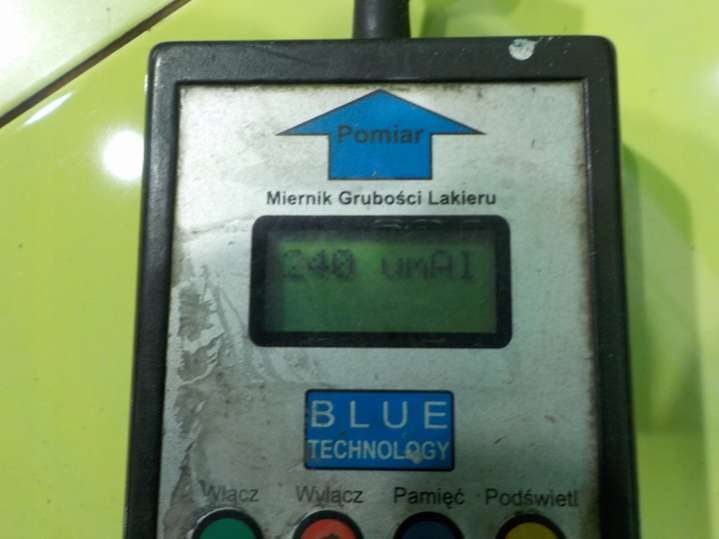 Pomiar
Miernik Grubości Lakieru
240 umAl
BLUE
TECHNOLOGY
Włącz Wyłącz Pamięć Podświetl